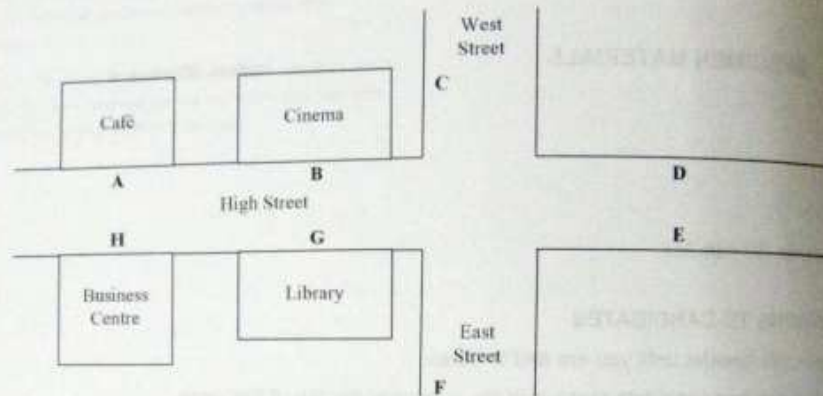 West
Street
C
Café
Cinema
A
B
D
High Street
H
G
E
Business
Centre
Library
East
Street
F